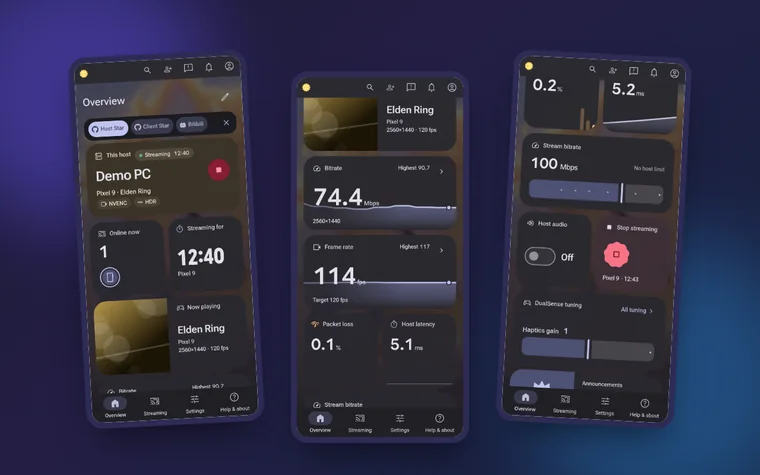 Overview
Host Star
Client Star
Bilibili
This host
Streaming 12:40
Demo PC
Pixel 9 · Elden Ring
NVENC
HDR
Online now
1
Streaming for
12:40
Pixel 9
Now playing
Elden Ring
Pixel 9
2560×1440 · 120 fps
Bitrate
Highest 90.7
Overview
Streaming
Settings
Help & about
Elden Ring
Pixel 9
2560×1440 · 120 fps
Bitrate
Highest 90.7
74.4 Mbps
2560×1440
Frame rate
Highest 117
114 fps
Target 120 fps
Packet loss
0.1 %
Host latency
5.1 ms
Stream bitrate
Overview
Streaming
Settings
Help & about
0.2 %
5.2 ms
Stream bitrate
100 Mbps
No host limit
Host audio
Off
Stop streaming
Pixel 9 · 12:43
DualSense tuning
All tuning
Haptics gain 1
Announcements
Overview
Streaming
Settings
Help & about